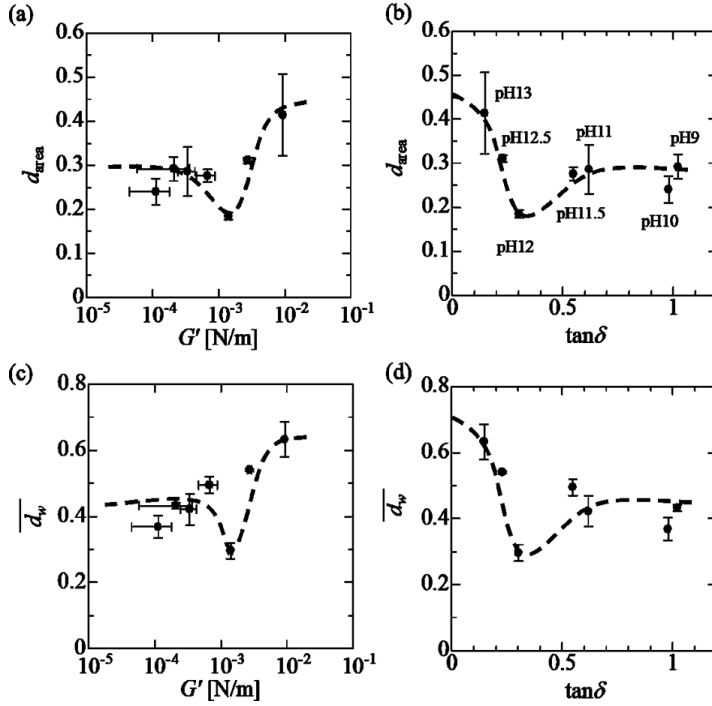 (a)
0.6
0.5
0.4
0.3
0.2
0.1
0
d_area
10^-5 10^-4 10^-3 10^-2 10^-1
G′ [N/m]
(b)
0.6
0.5
0.4
0.3
0.2
0.1
0
d_area
pH13
pH12.5
pH11
pH9
pH11.5
pH10
pH12
0 0.5 1
tanδ
(c)
0.8
0.6
0.4
0.2
0
d_w
10^-5 10^-4 10^-3 10^-2 10^-2
G′ [N/m]
(d)
0.8
0.6
0.4
0.2
0
d_w
0 0.5 1
tanδ